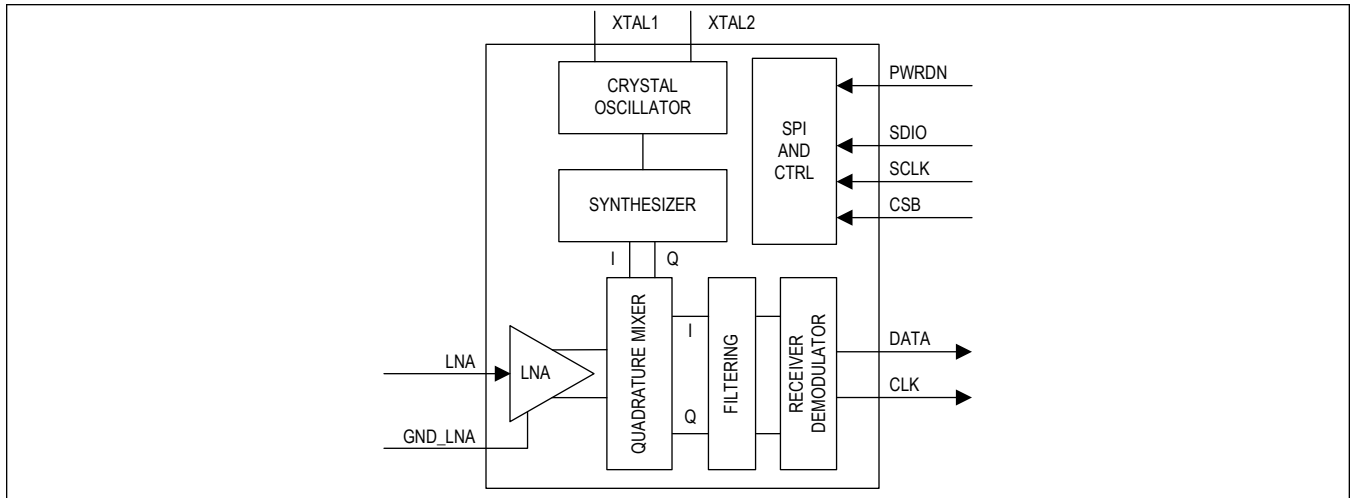 XTAL1
XTAL2
CRYSTAL
OSCILLATOR
SYNTHESIZER
I
Q
SPI
AND
CTRL
PWRDN
SDIO
SCLK
CSB
LNA
GND_LNA
LNA
QUADRATURE MIXER
I
Q
FILTERING
RECEIVER
DEMODULATOR
DATA
CLK